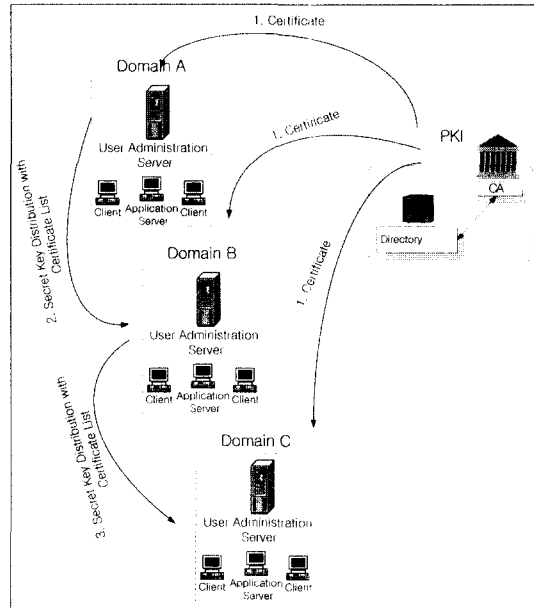 1. Certificate
Domain A
User Administration
Server
Client
Application
Server
Client
1. Certificate
PKI
CA
Directory
2. Secret Key Distribution with
Certificate List
Domain B
User Administration
Server
Client
Application
Server
Client
1. Certificate
3. Secret Key Distribution with
Certificate List
Domain C
User Administration
Server
Client
Application
Server
Client